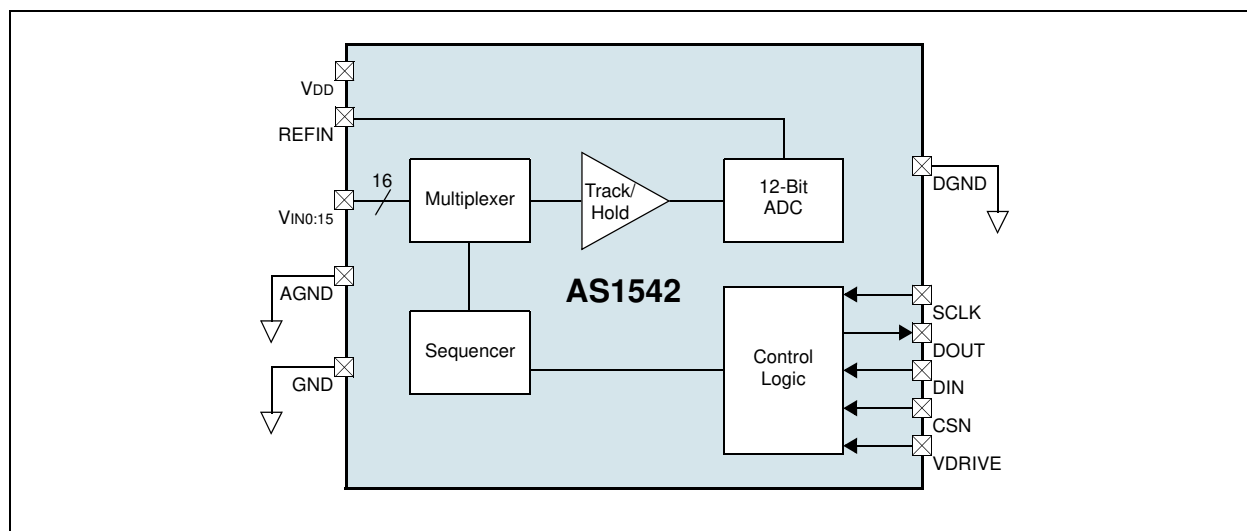 VDD
REFIN
16
VIN0:15
Multiplexer
Track/
Hold
12-Bit
ADC
DGND
AGND
AS1542
GND
Sequencer
Control
Logic
SCLK
DOUT
DIN
CSN
VDRIVE